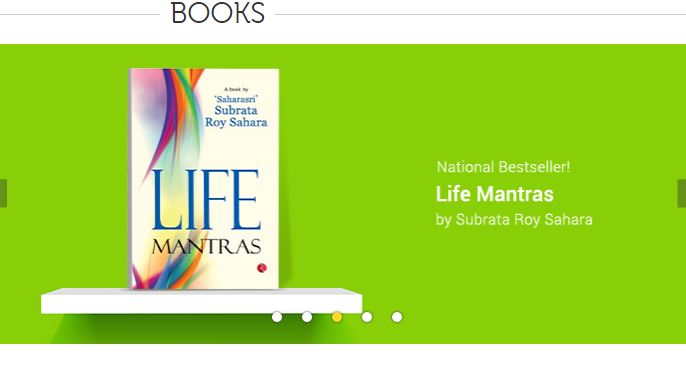 BOOKS
A book by
'Saharasri'
Subrata
Roy Sahara
LIFE
MANTRAS
National Bestseller!
Life Mantras
by Subrata Roy Sahara